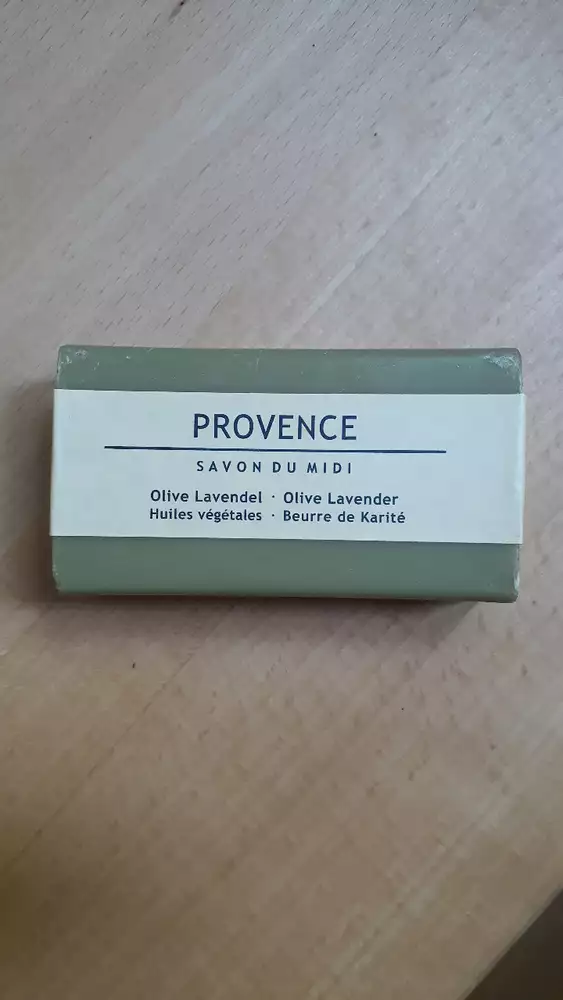 PROVENCE
SAVON DU MIDI
Olive Lavendel · Olive Lavender
Huiles végétales · Beurre de Karité